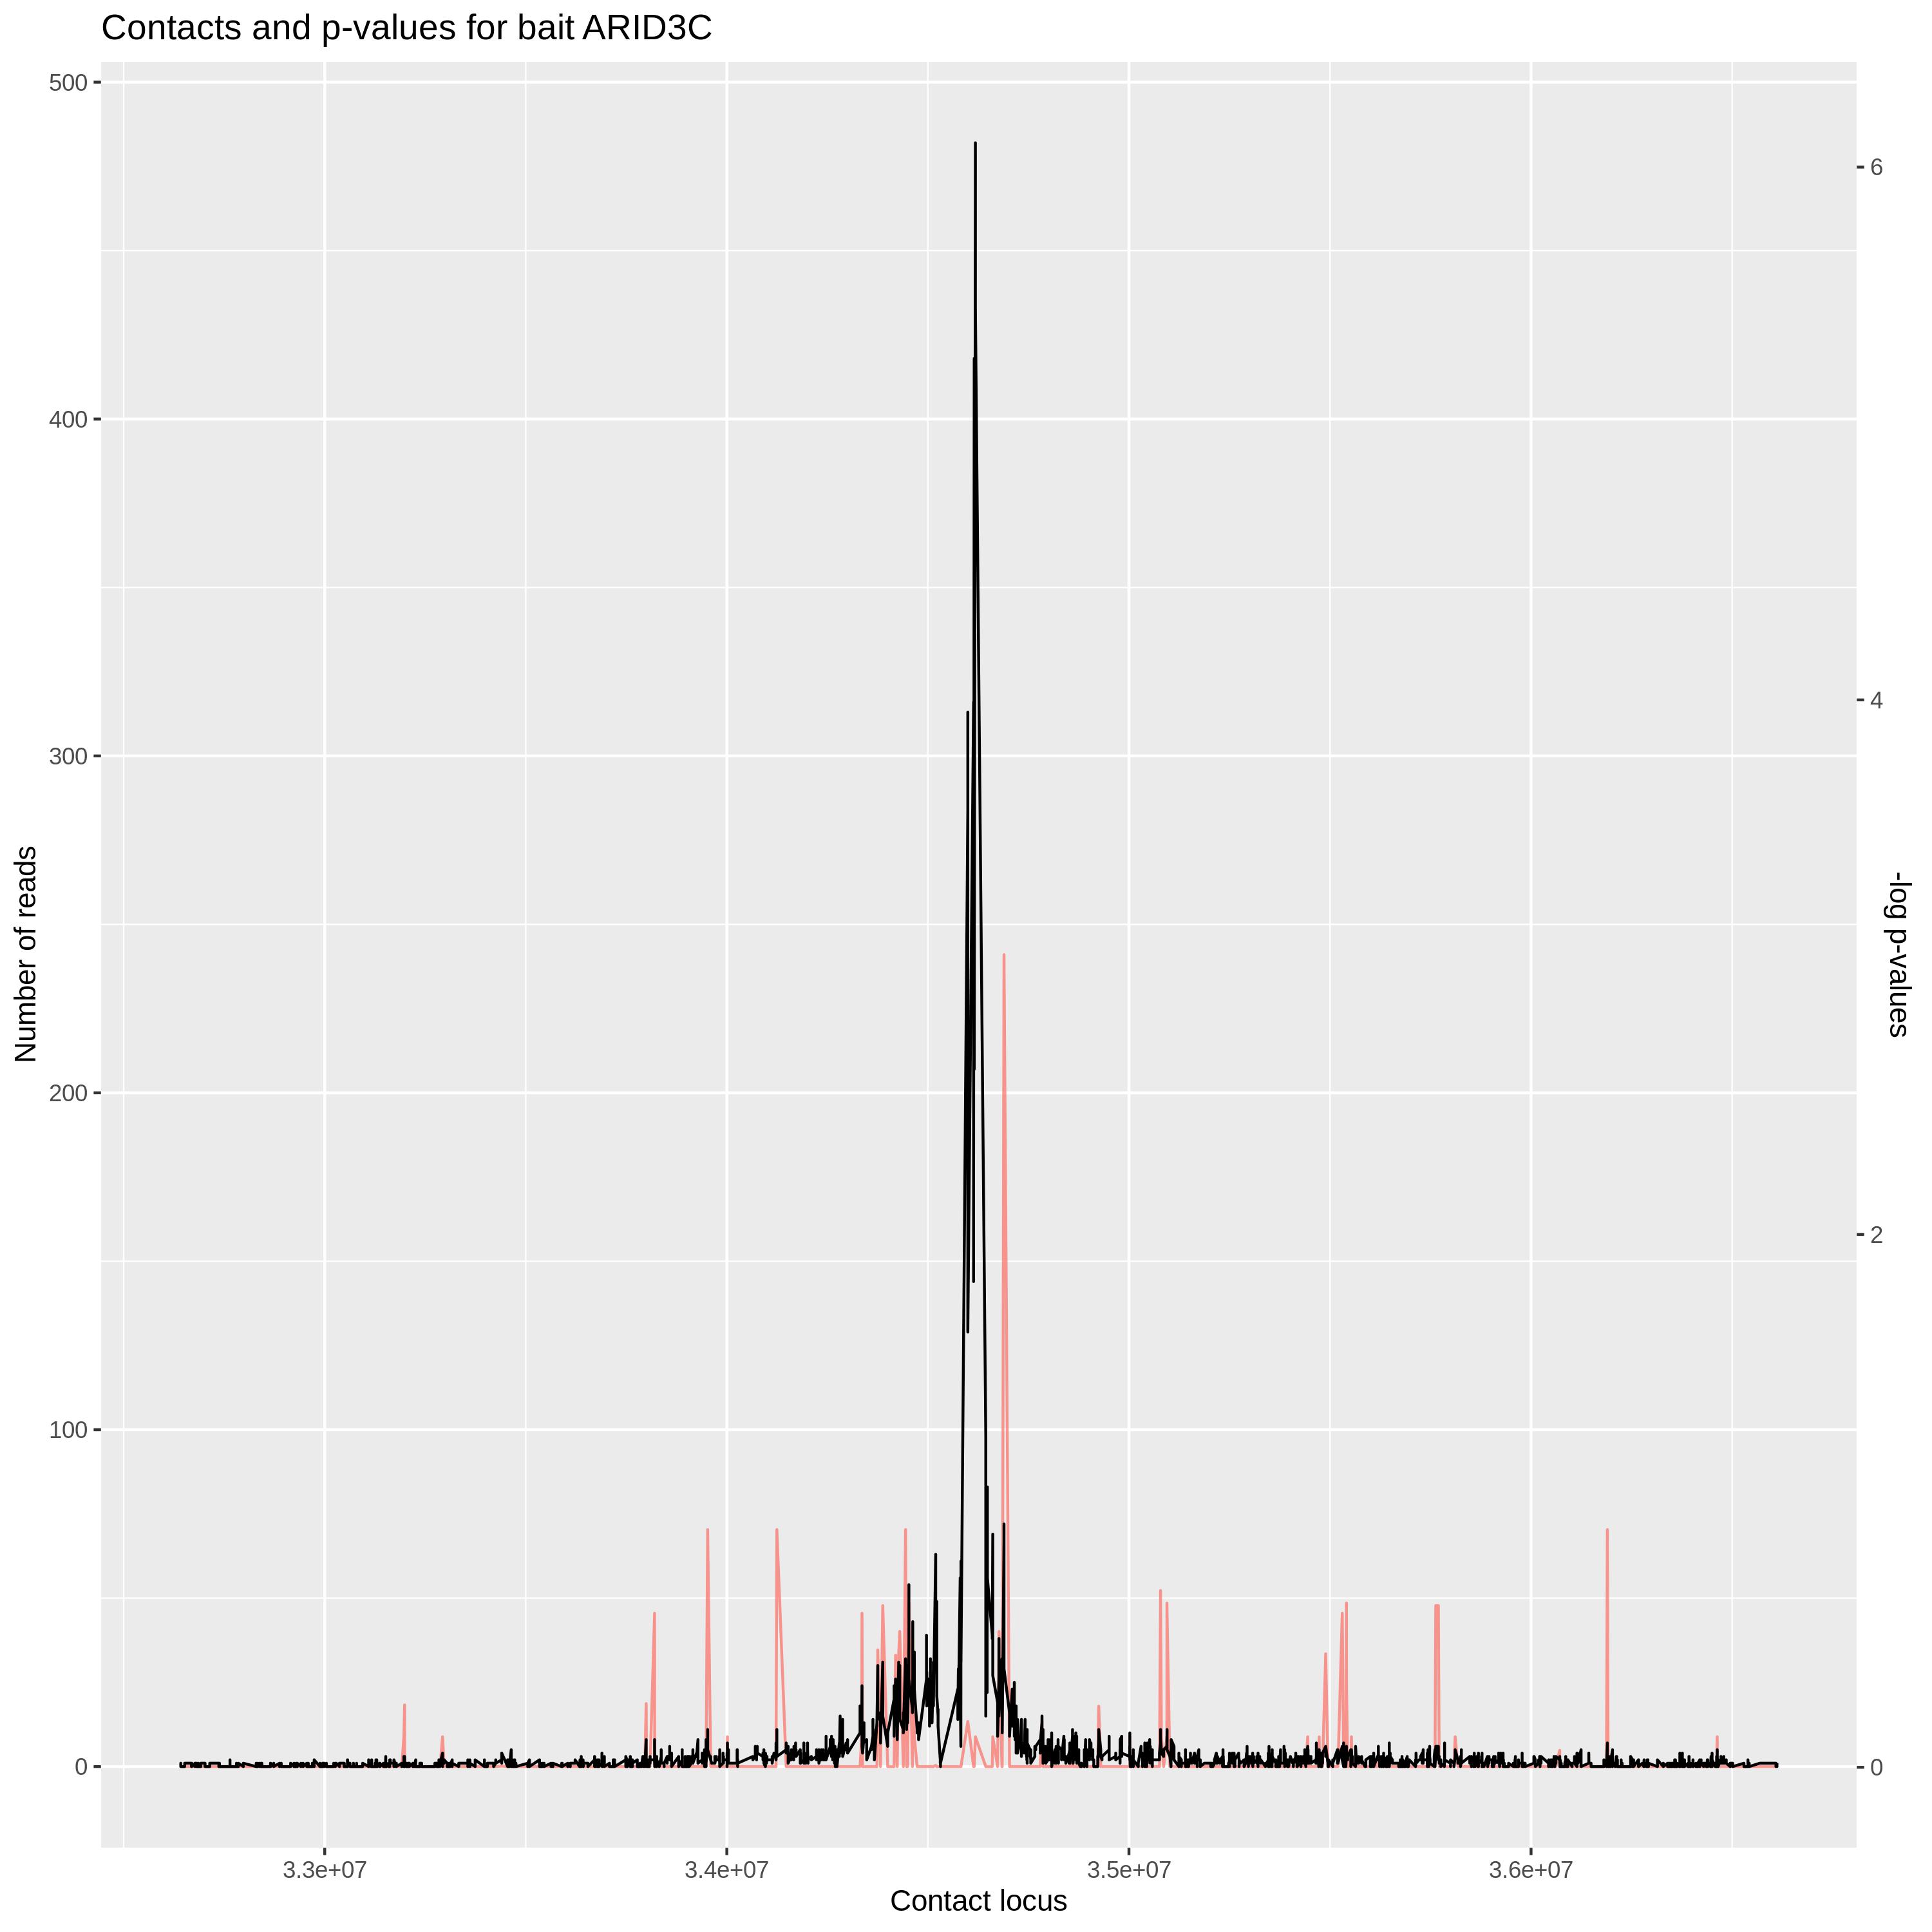 Contacts and p-values for bait ARID3C
500
400
300
200
100
0
Number of reads
6
4
2
0
-log p-values
3.3e+07
3.4e+07
3.5e+07
3.6e+07
Contact locus